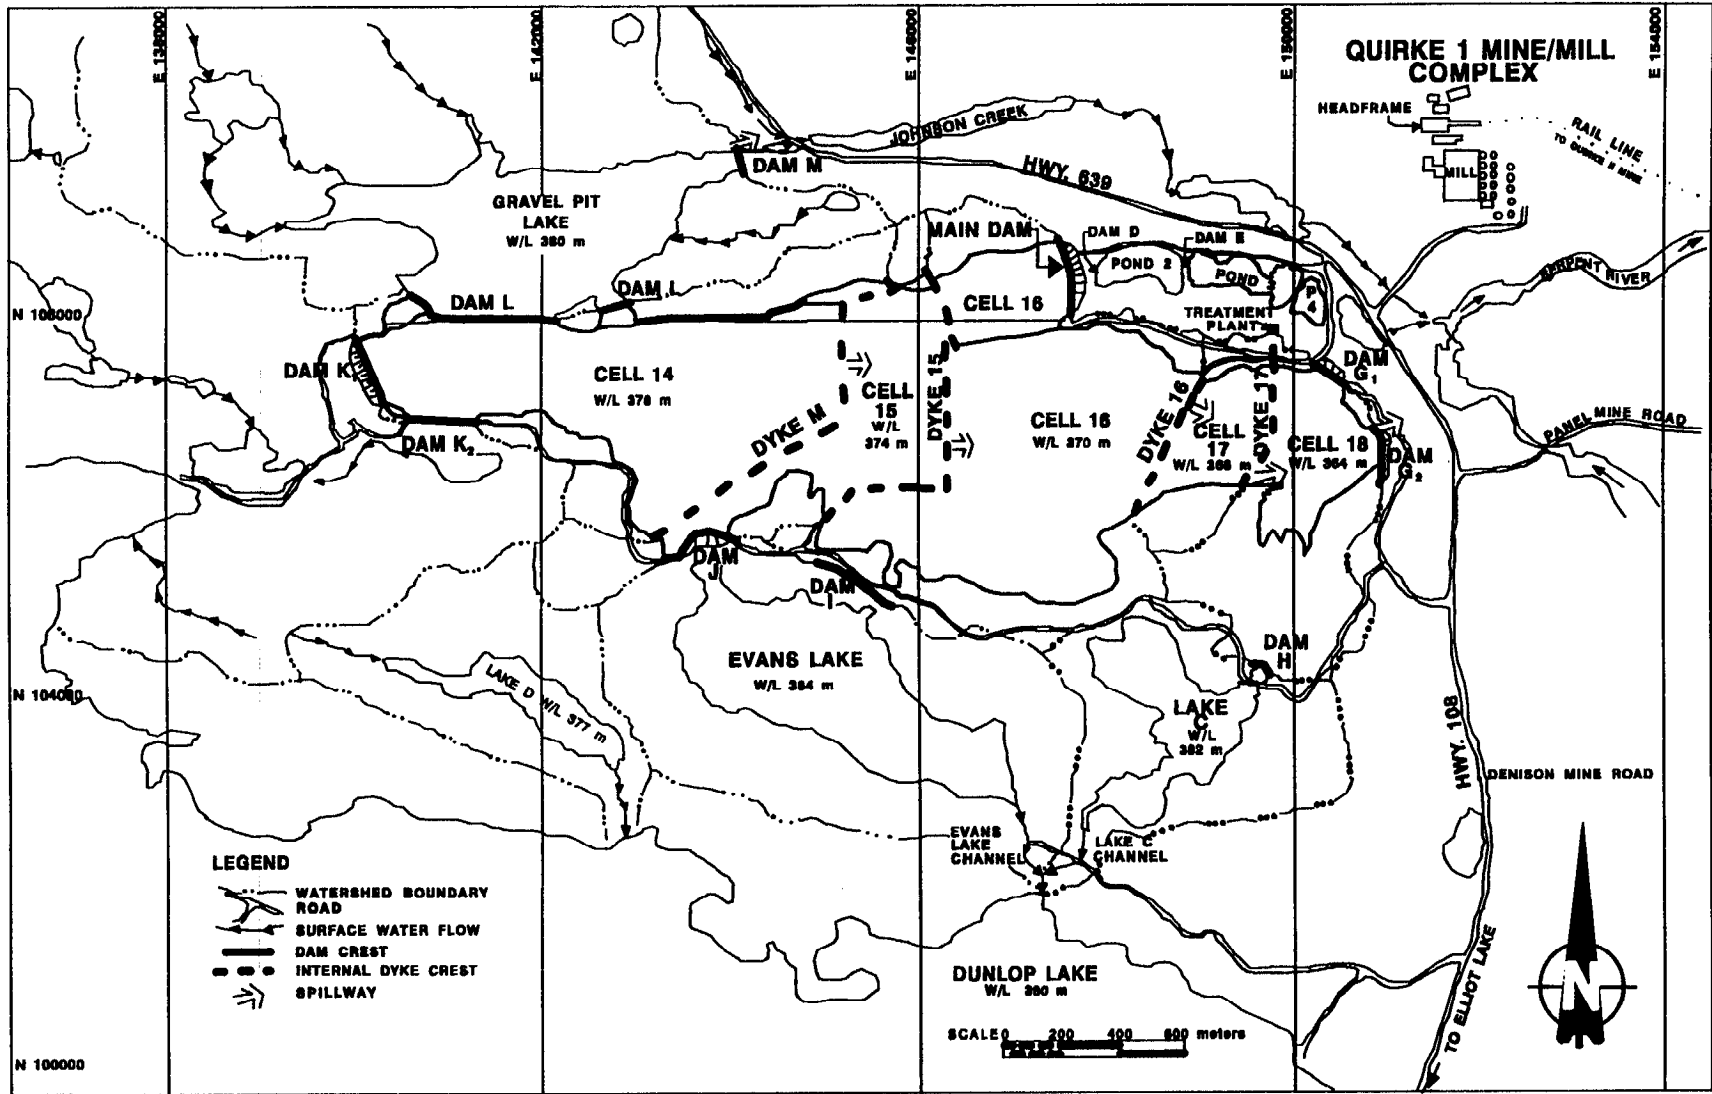 E 138000
E 142000
E 146000
E 150000
E 154000
QUIRKE 1 MINE/MILL
COMPLEX
HEADFRAME
RAIL LINE
TO QUIRKE II MINE
MILL
JOHNSON CREEK
DAM M
HWY. 639
GRAVEL PIT
LAKE
W/L 380 m
MAIN DAM
DAM D
DAM E
POND 2
POND
P
4
SERPENT RIVER
DAM L
DAM L
CELL 16
N 106000
TREATMENT
PLANT
DAM K1
CELL 14
W/L 378 m
DYKE M
CELL
15
W/L
374 m
DYKE 15
CELL 16
W/L 370 m
DYKE 16
CELL
17
W/L 366 m
DYKE 17
CELL 18
W/L 364 m
DAM
G1
DAM
G2
PANEL MINE ROAD
DAM K2
DAM
J
DAM
I
EVANS LAKE
W/L 384 m
DAM
H
LAKE D W/L 377 m
N 104000
LAKE
C
W/L
382 m
HWY. 108
DENISON MINE ROAD
EVANS
LAKE
CHANNEL
LAKE C
CHANNEL
LEGEND
WATERSHED BOUNDARY
ROAD
SURFACE WATER FLOW
DAM CREST
INTERNAL DYKE CREST
SPILLWAY
DUNLOP LAKE
W/L 360 m
SCALE 0 200 400 600 meters
TO ELLIOT LAKE
N
N 100000